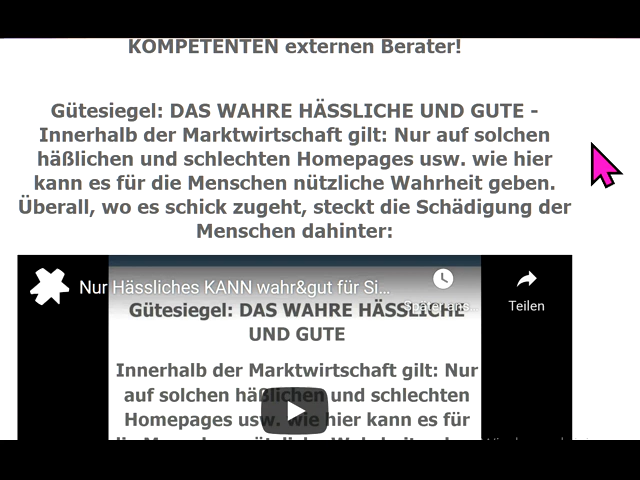 KOMPETENTEN externen Berater!
Gütesiegel: DAS WAHRE HÄSSLICHE UND GUTE -
Innerhalb der Marktwirtschaft gilt: Nur auf solchen
häßlichen und schlechten Homepages usw. wie hier
kann es für die Menschen nützliche Wahrheit geben.
Überall, wo es schick zugeht, steckt die Schädigung der
Menschen dahinter:
Nur Hässliches KANN wahr&gut für Si...
Teilen
Gütesiegel: DAS WAHRE HÄSSLICHE
UND GUTE
Innerhalb der Marktwirtschaft gilt: Nur
auf solchen häßlichen und schlechten
Homepages usw. wie hier kann es für